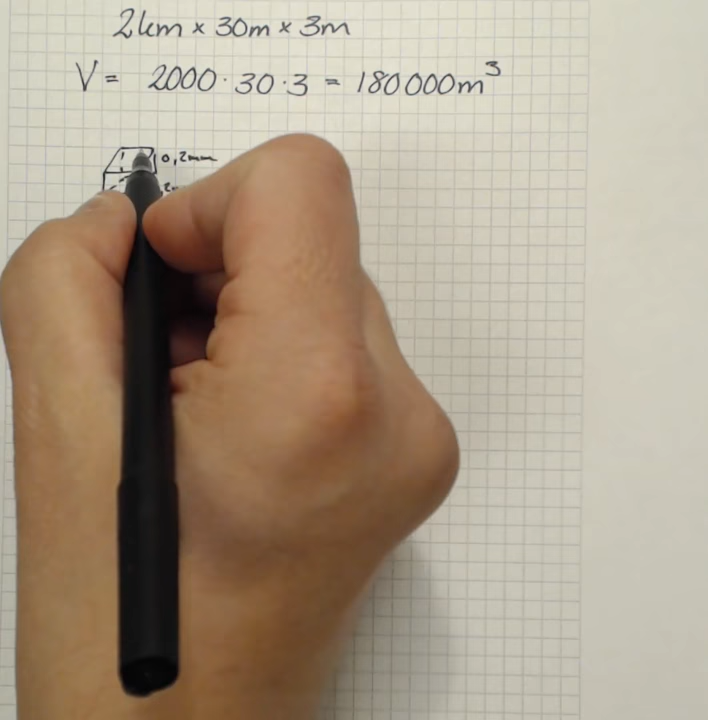 2km × 30m × 3m
V = 2000 · 30 · 3 = 180 000m³
0,2mm